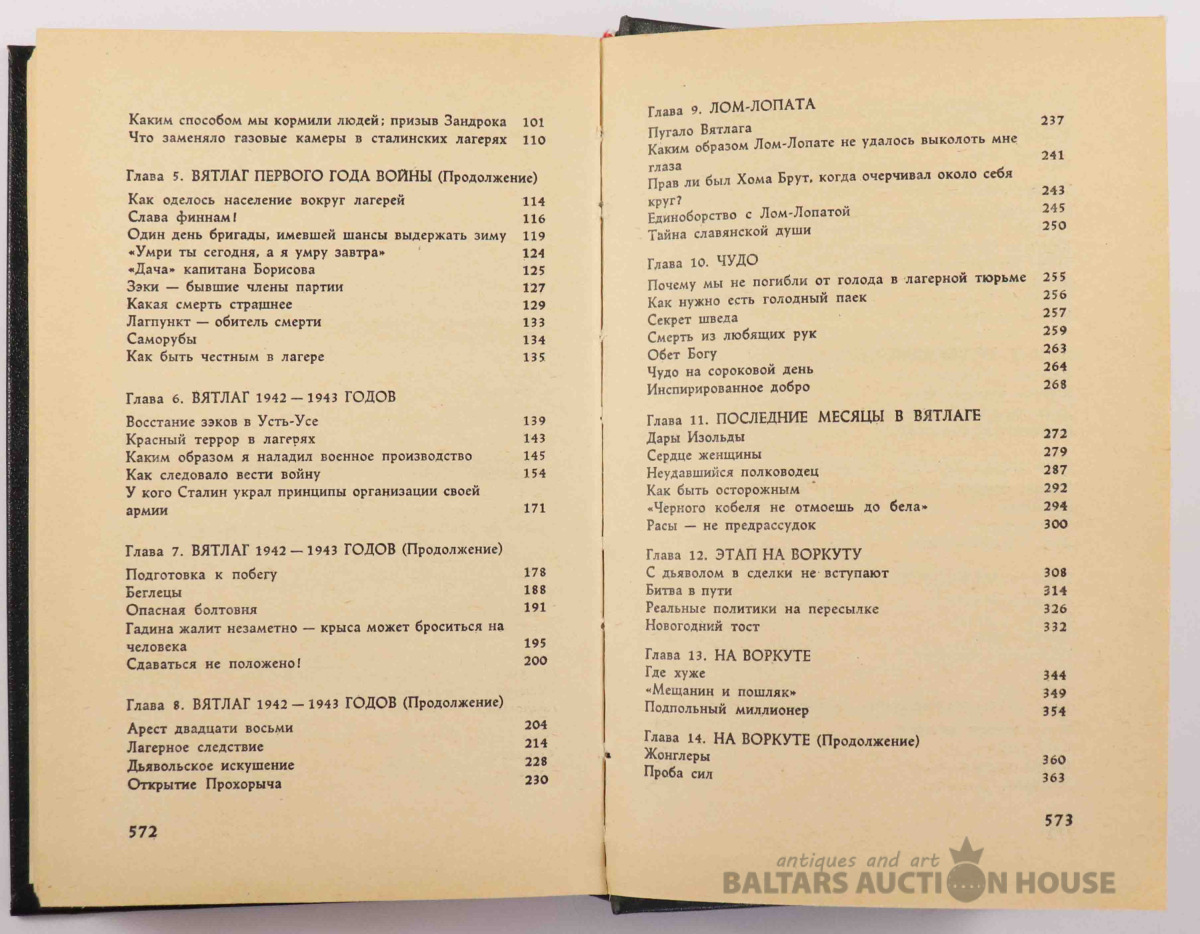 Каким способом мы кормили людей; призыв Зандрока 101
Что заменяло газовые камеры в сталинских лагерях 110
Глава 5. ВЯТЛАГ ПЕРВОГО ГОДА ВОЙНЫ (Продолжение)
Как оделось население вокруг лагерей 114
Слава финнам! 116
Один день бригады, имевшей шансы выдержать зиму 119
«Умри ты сегодня, а я умру завтра» 124
«Дача» капитана Борисова 125
Зэки — бывшие члены партии 127
Какая смерть страшнее 129
Лагпункт — обитель смерти 133
Саморубы 134
Как быть честным в лагере 135
Глава 6. ВЯТЛАГ 1942 — 1943 ГОДОВ
Восстание зэков в Усть-Усе 139
Красный террор в лагерях 143
Каким образом я наладил военное производство 145
Как следовало вести войну 154
У кого Сталин украл принципы организации своей
армии 171
Глава 7. ВЯТЛАГ 1942 — 1943 ГОДОВ (Продолжение)
Подготовка к побегу 178
Беглецы 188
Опасная болтовня 191
Гадина жалит незаметно — крыса может броситься на
человека 195
Сдаваться не положено! 200
Глава 8. ВЯТЛАГ 1942 — 1943 ГОДОВ (Продолжение)
Арест двадцати восьми 204
Лагерное следствие 214
Дьявольское искушение 228
Открытие Прохорыча 230
572
Глава 9. ЛОМ-ЛОПАТА
Пугало Вятлага 237
Каким образом Лом-Лопате не удалось выколоть мне
глаза 241
Прав ли был Хома Брут, когда очерчивал около себя
круг? 243
Единоборство с Лом-Лопатой 245
Тайна славянской души 250
Глава 10. ЧУДО
Почему мы не погибли от голода в лагерной тюрьме 255
Как нужно есть голодный паек 256
Секрет шведа 257
Смерть из любящих рук 259
Обет Богу 263
Чудо на сороковой день 264
Инспирированное добро 268
Глава 11. ПОСЛЕДНИЕ МЕСЯЦЫ В ВЯТЛАГЕ
Дары Изольды 272
Сердце женщины 279
Неудавшийся полководец 287
Как быть осторожным 292
«Черного кобеля не отмоешь до бела» 294
Расы — не предрассудок 300
Глава 12. ЭТАП НА ВОРКУТУ
С дьяволом в сделки не вступают 308
Битва в пути 314
Реальные политики на пересылке 326
Новогодний тост 332
Глава 13. НА ВОРКУТЕ
Где хуже 344
«Мещанин и пошляк» 349
Подпольный миллионер 354
Глава 14. НА ВОРКУТЕ (Продолжение)
Жонглеры 360
Проба сил 363
573
antiques and art
BALTARS AUCTION HOUSE